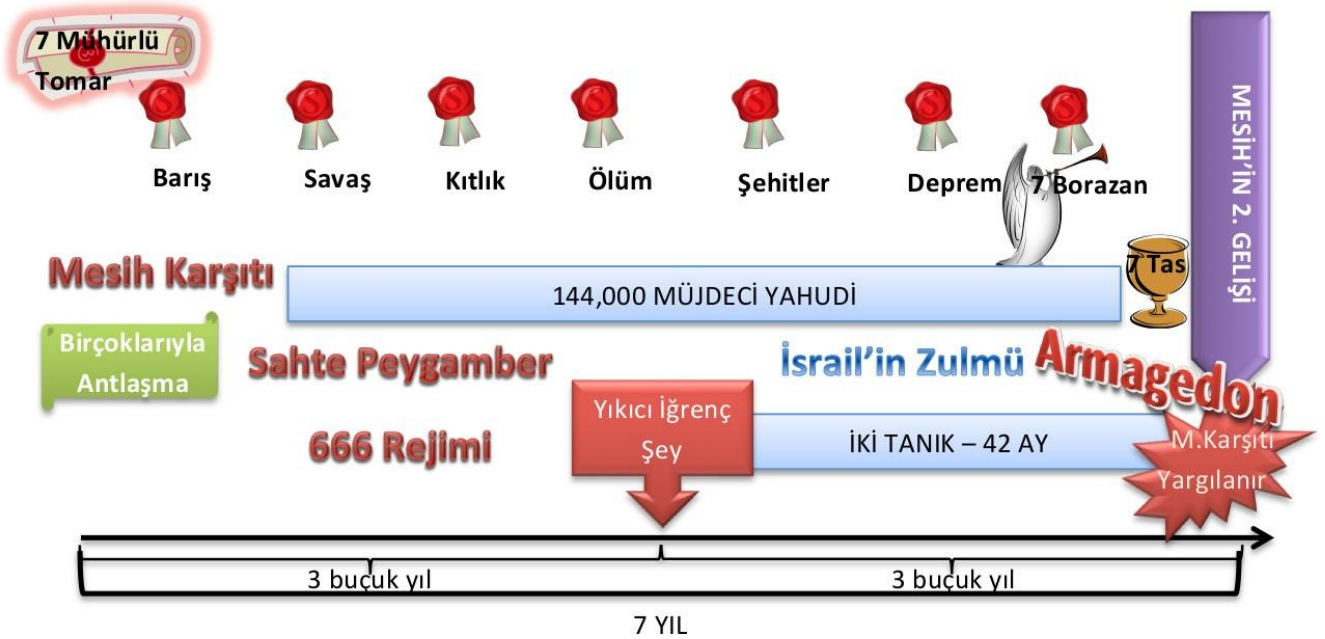 7 Mühürlü
Tomar
Barış
Savaş
Kıtlık
Ölüm
Şehitler
Deprem
7 Borazan
MESİH'İN 2. GELİŞİ
Mesih Karşıtı
144,000 MÜJDECİ YAHUDİ
7 Tas
Birçoklarıyla
Antlaşma
Sahte Peygamber
İsrail'in Zulmü
Armagedon
Yıkıcı İğrenç
Şey
666 Rejimi
İKİ TANIK – 42 AY
M.Karşıtı
Yargılanır
3 buçuk yıl
3 buçuk yıl
7 YIL